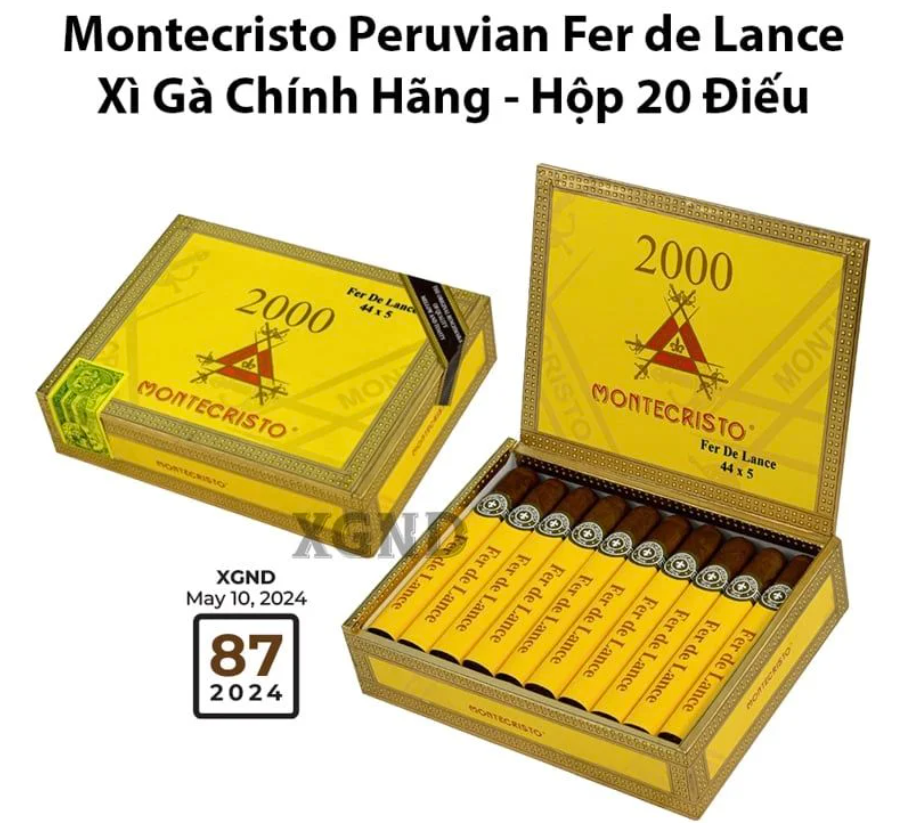 Montecristo Peruvian Fer de Lance
Xì Gà Chính Hãng - Hộp 20 Điếu
2000
Fer De Lance
44 x 5
MONTECRISTO
MONTECRISTO
2000
MONTECRISTO
Fer De Lance
44 x 5
MONT
XGND
XGND
May 10, 2024
87
2024
Fer de Lance
Fer de Lance
Fer de Lance
Fer de Lance
Fer de Lance
Fer de Lance
Fer de Lance
Fer de Lance
Fer de Lance
MONTECRISTO
MONTECRISTO